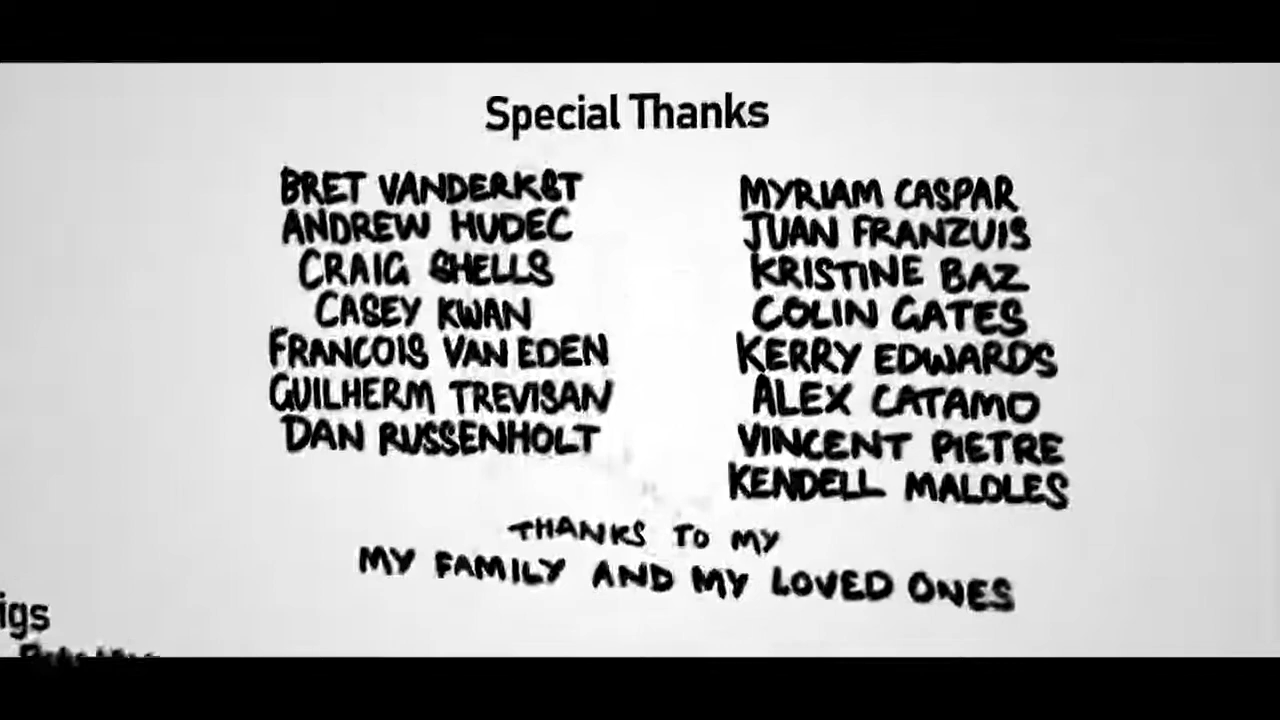 Special Thanks
BRET VANDERKST
ANDREW HUDEC
CRAIG SHELLS
CASEY KWAN
FRANCOIS VAN EDEN
GUILHERM TREVISAN
DAN RUSSENHOLT
MYRIAM CASPAR
JUAN FRANZUIS
KRISTINE BAZ
COLIN GATES
KERRY EDWARDS
ALEX CATAMO
VINCENT PIETRE
KENDELL MALOLES
THANKS TO MY
MY FAMILY AND MY LOVED ONES
igs